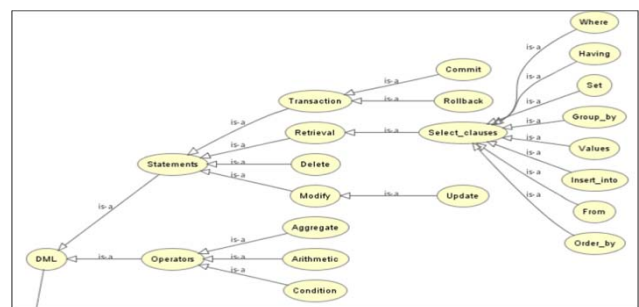 Where
is-a
Having
is-a
Commit
is-a
Set
is-a
Transaction
is-a
Rollback
is-a
Group_by
is-a
Retrieval
is-a
Select_clauses
is-a
Values
is-a
Statements
is-a
Delete
is-a
Insert_into
is-a
Modify
is-a
Update
is-a
From
is-a
Aggregate
is-a
Order_by
DML
is-a
Operators
is-a
Arithmetic
is-a
Condition